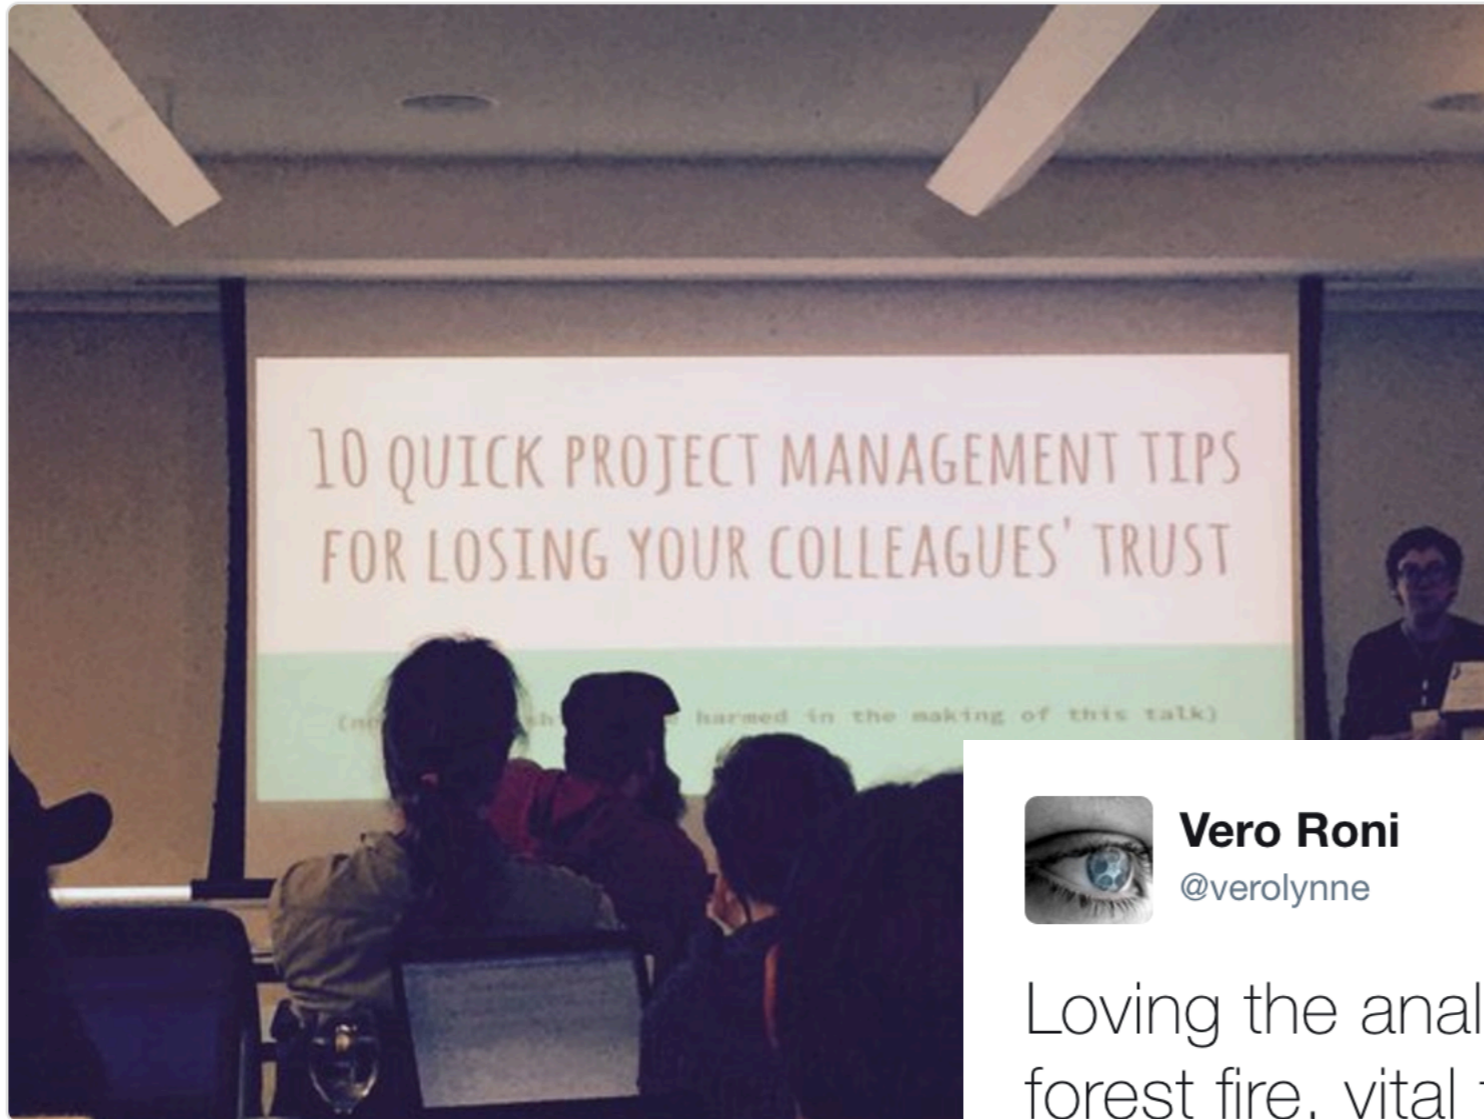 10 QUICK PROJECT MANAGEMENT TIPS
FOR LOSING YOUR COLLEAGUES' TRUST
harmed in the making of this talk)
Vero Roni
@verolynne
Loving the anal
forest fire, vital